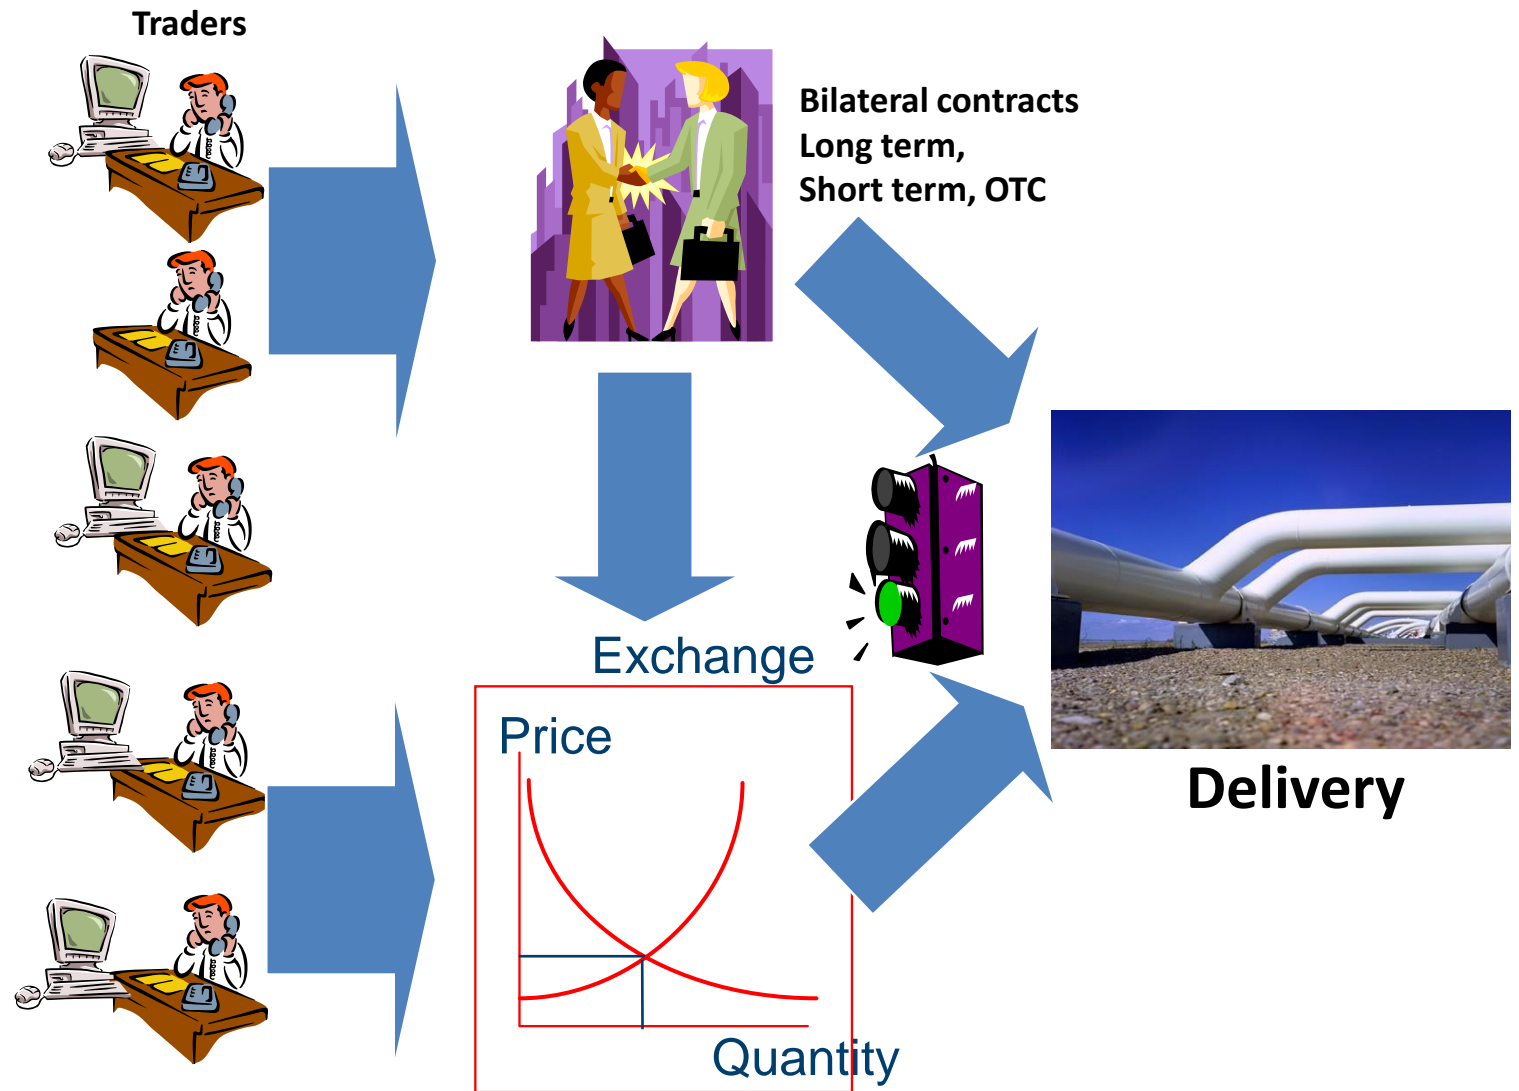 Traders
Bilateral contracts
Long term,
Short term, OTC
Exchange
Price
Quantity
Delivery